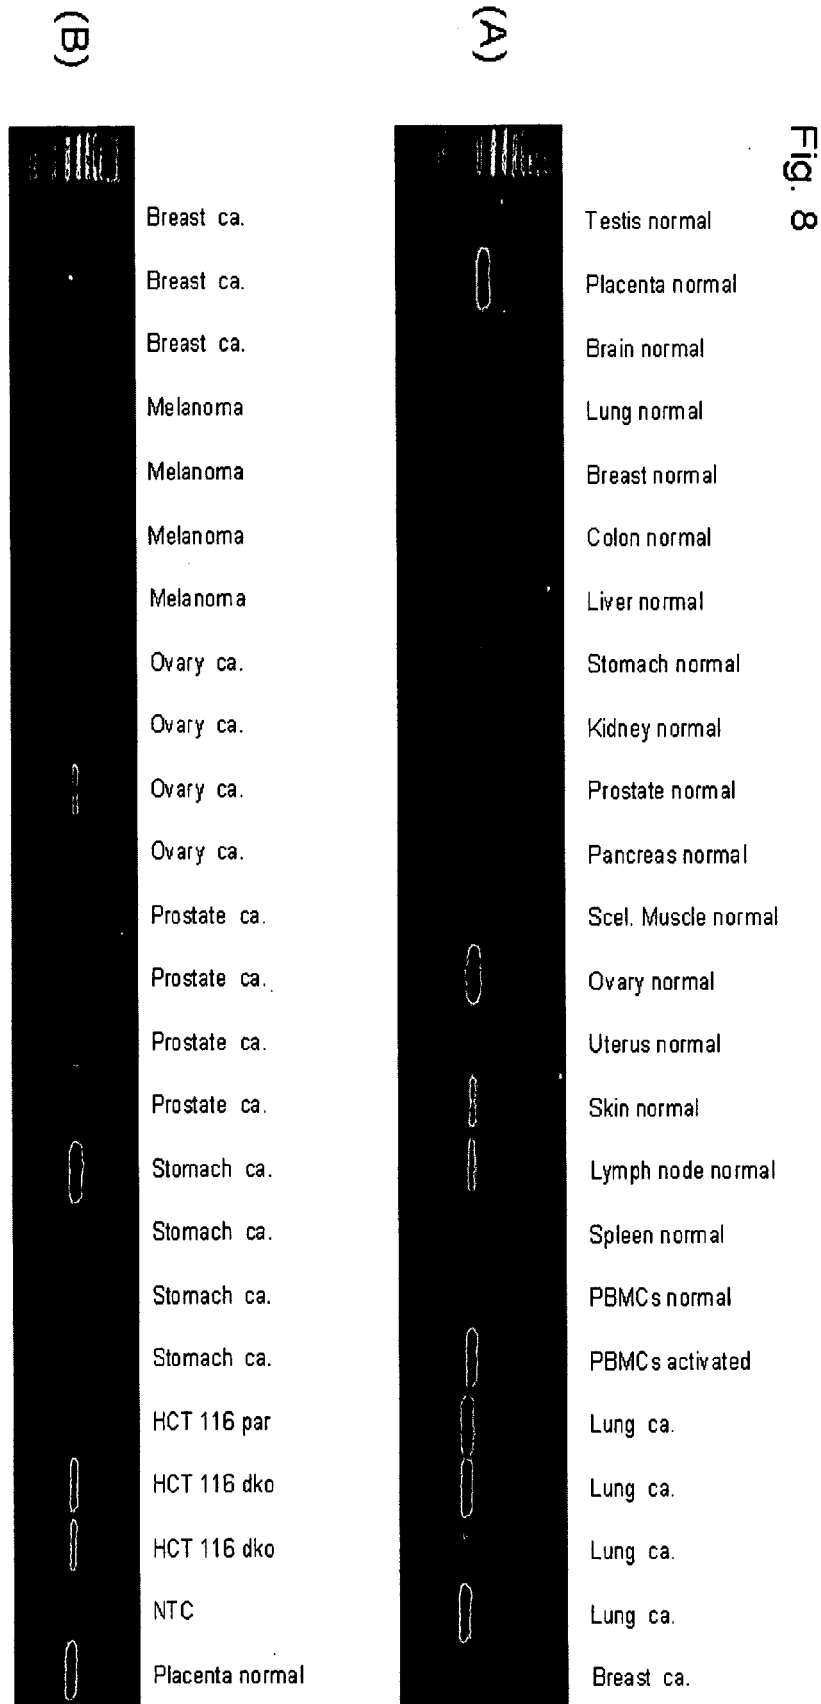 Fig. 8
(A)
Testis normal
Placenta normal
Brain normal
Lung normal
Breast normal
Colon normal
Liver normal
Stomach normal
Kidney normal
Prostate normal
Pancreas normal
Scel. Muscle normal
Ovary normal
Uterus normal
Skin normal
Lymph node normal
Spleen normal
PBMCs normal
PBMCs activated
Lung ca.
Lung ca.
Lung ca.
Lung ca.
Breast ca.
(B)
Breast ca.
Breast ca.
Breast ca.
Melanoma
Melanoma
Melanoma
Melanoma
Ovary ca.
Ovary ca.
Ovary ca.
Ovary ca.
Prostate ca.
Prostate ca.
Prostate ca.
Prostate ca.
Stomach ca.
Stomach ca.
Stomach ca.
Stomach ca.
HCT 116 par
HCT 116 dko
HCT 116 dko
NTC
Placenta normal